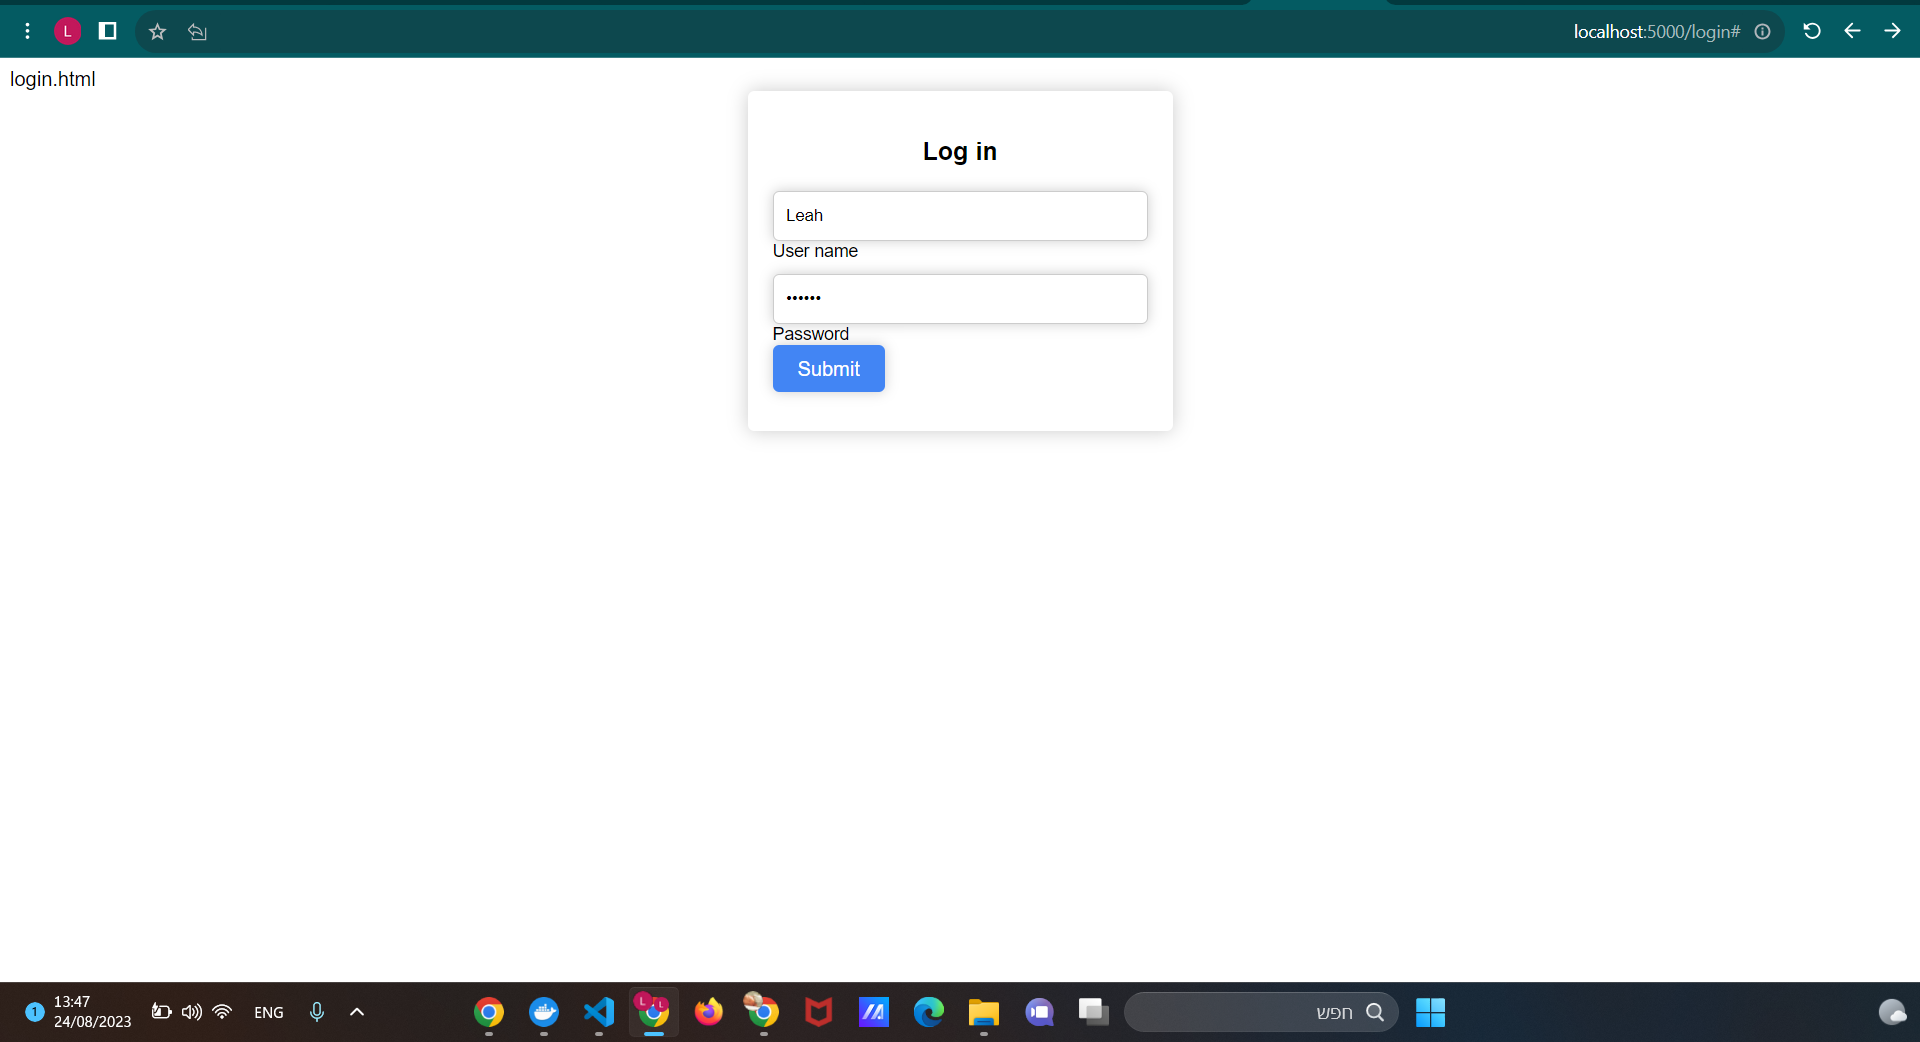 L
localhost:5000/login#
login.html
Log in
Leah
User name
••••••
Password
Submit
1
13:47
24/08/2023
ENG
L
L
חפש